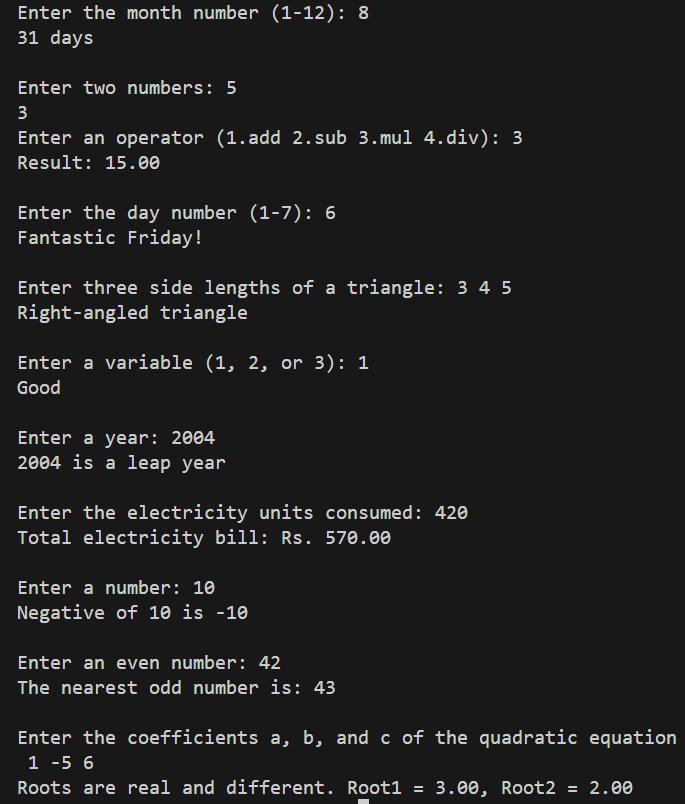 Enter the month number (1-12): 8
31 days
Enter two numbers: 5
3
Enter an operator (1.add 2.sub 3.mul 4.div): 3
Result: 15.00
Enter the day number (1-7): 6
Fantastic Friday!
Enter three side lengths of a triangle: 3 4 5
Right-angled triangle
Enter a variable (1, 2, or 3): 1
Good
Enter a year: 2004
2004 is a leap year
Enter the electricity units consumed: 420
Total electricity bill: Rs. 570.00
Enter a number: 10
Negative of 10 is -10
Enter an even number: 42
The nearest odd number is: 43
Enter the coefficients a, b, and c of the quadratic equation
1 -5 6
Roots are real and different. Root1 = 3.00, Root2 = 2.00